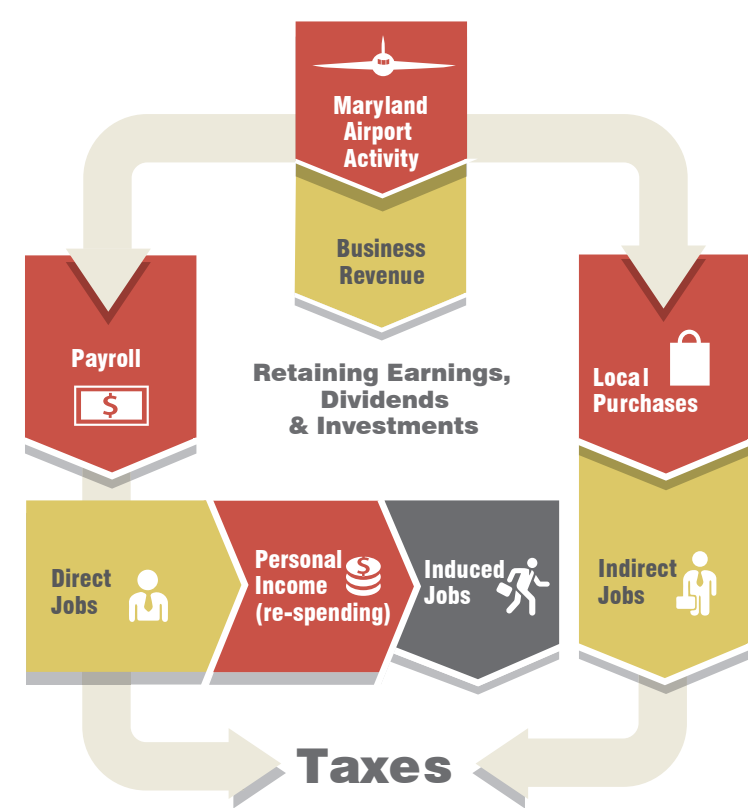 Maryland
Airport
Activity
Business
Revenue
Payroll
$
Retaining Earnings,
Dividends
& Investments
Local
Purchases
Direct
Jobs
Personal
Income
(re-spending)
$
Induced
Jobs
Indirect
Jobs
Taxes